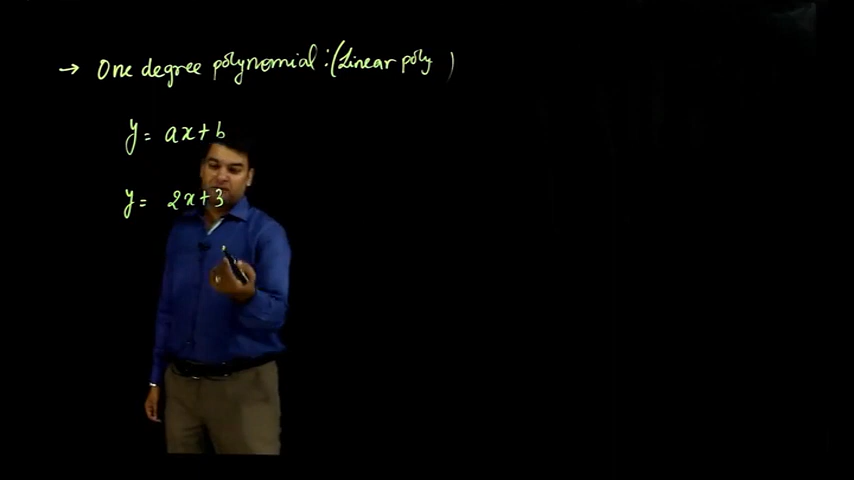 → One degree polynomial : (Linear poly )
y = ax + b
y = 2x + 3